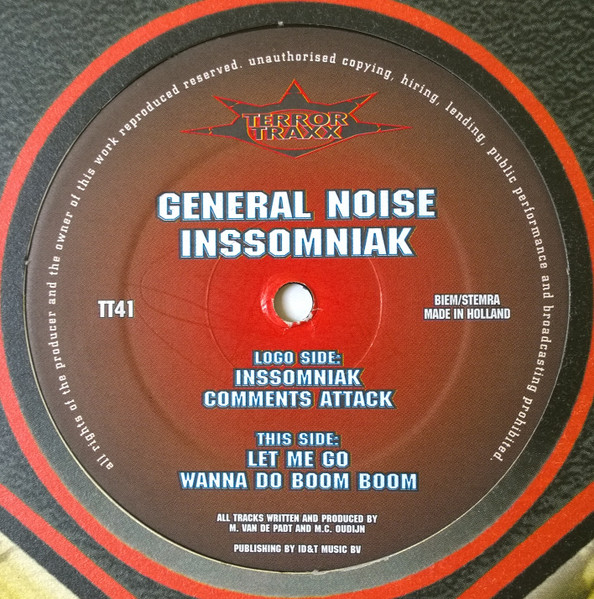 all rights of the producer and the owner of this work reproduced reserved. unauthorised copying, hiring, lending, public performance and broadcasting prohibited.
TERROR
TRAXX
GENERAL NOISE
INSSOMNIAK
TT41
BIEM/STEMRA
MADE IN HOLLAND
LOGO SIDE:
INSSOMNIAK
COMMENTS ATTACK
THIS SIDE:
LET ME GO
WANNA DO BOOM BOOM
ALL TRACKS WRITTEN AND PRODUCED BY
M. VAN DE PADT AND M.C. OUDIJN
PUBLISHING BY ID&T MUSIC BV